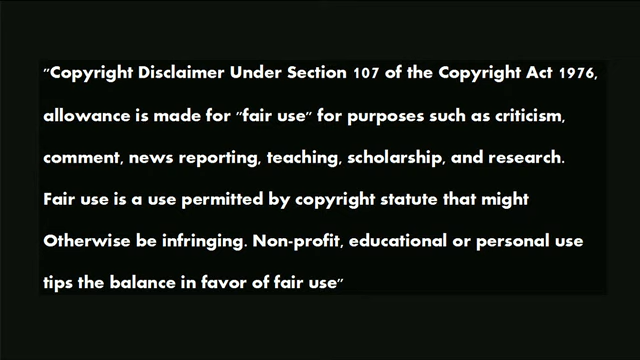 "Copyright Disclaimer Under Section 107 of the Copyright Act 1976,
allowance is made for "fair use" for purposes such as criticism,
comment, news reporting, teaching, scholarship, and research.
Fair use is a use permitted by copyright statute that might
Otherwise be infringing. Non-profit, educational or personal use
tips the balance in favor of fair use"